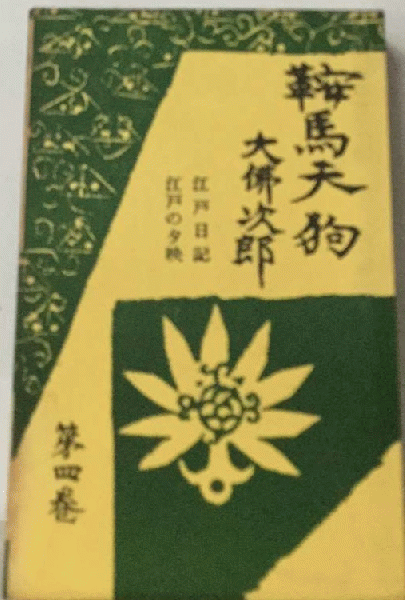 鞍馬天狗
大佛次郎
江戸日記
江戸の夕映
第四巻